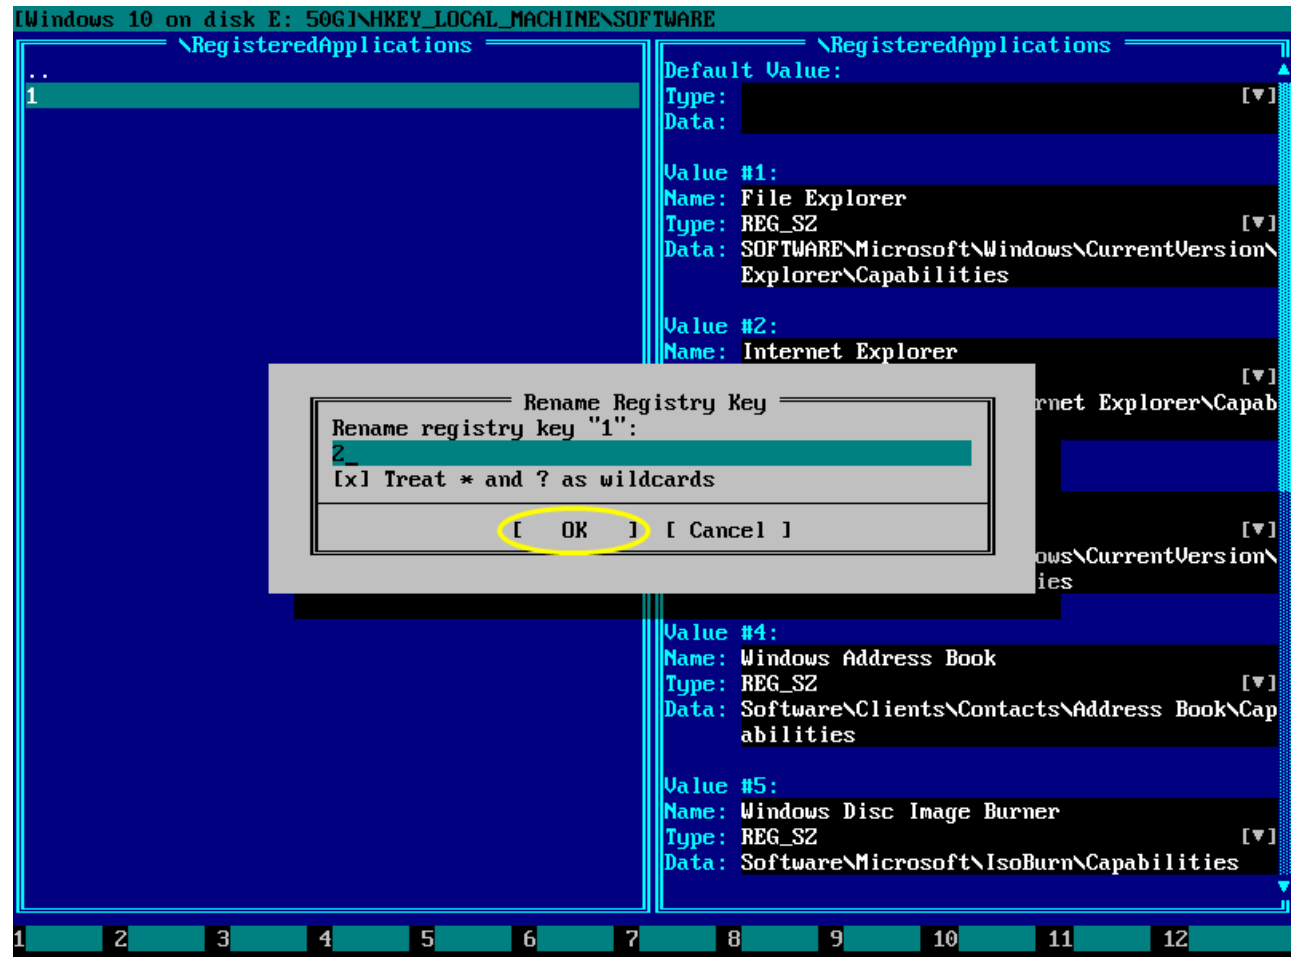 [Windows 10 on disk E: 50G]\HKEY_LOCAL_MACHINE\SOFTWARE
\RegisteredApplications
..
1
\RegisteredApplications
Default Value:
Type: [▼]
Data:
Value #1:
Name: File Explorer
Type: REG_SZ [▼]
Data: SOFTWARE\Microsoft\Windows\CurrentVersion\
Explorer\Capabilities
Value #2:
Name: Internet Explorer
[▼]
rnet Explorer\Capab
Rename Registry Key
Rename registry key "1":
2_
[x] Treat * and ? as wildcards
[ OK ] [ Cancel ]
[▼]
ows\CurrentVersion\
ies
Value #4:
Name: Windows Address Book
Type: REG_SZ [▼]
Data: Software\Clients\Contacts\Address Book\Cap
abilities
Value #5:
Name: Windows Disc Image Burner
Type: REG_SZ [▼]
Data: Software\Microsoft\IsoBurn\Capabilities
1 2 3 4 5 6 7 8 9 10 11 12